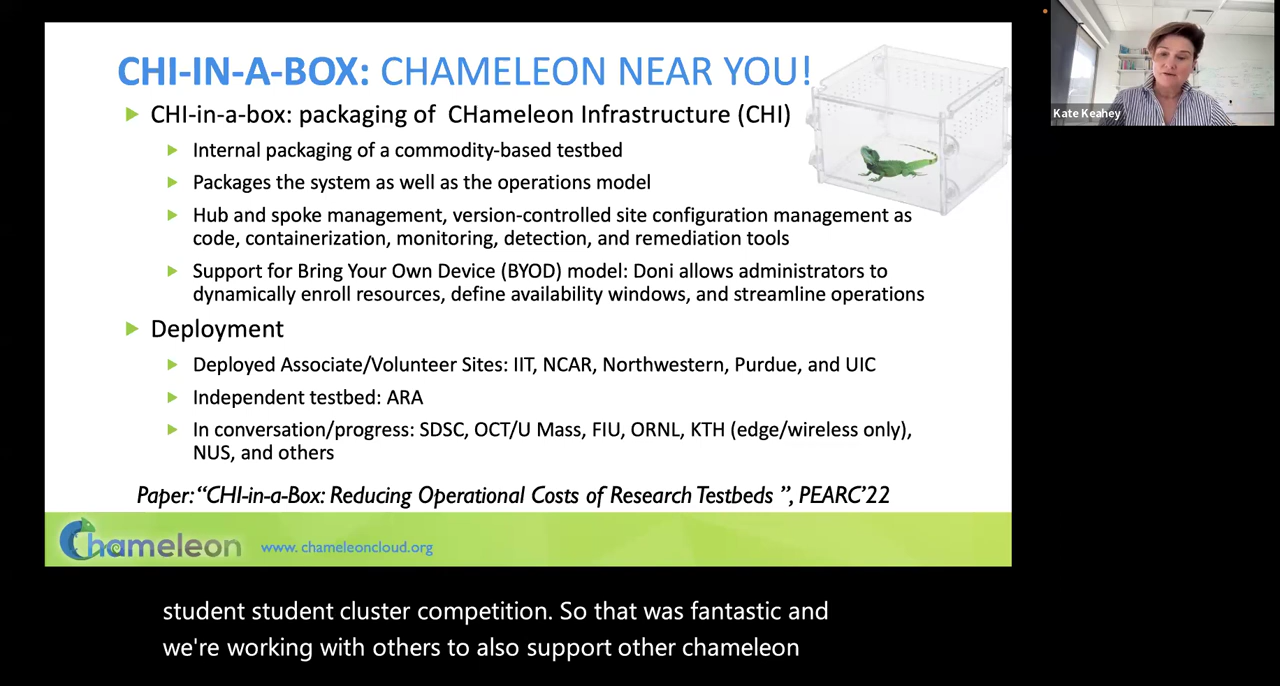 CHI-IN-A-BOX: CHAMELEON NEAR YOU!
CHI-in-a-box: packaging of CHameleon Infrastructure (CHI)
Internal packaging of a commodity-based testbed
Packages the system as well as the operations model
Hub and spoke management, version-controlled site configuration management as
code, containerization, monitoring, detection, and remediation tools
Support for Bring Your Own Device (BYOD) model: Doni allows administrators to
dynamically enroll resources, define availability windows, and streamline operations
Deployment
Deployed Associate/Volunteer Sites: IIT, NCAR, Northwestern, Purdue, and UIC
Independent testbed: ARA
In conversation/progress: SDSC, OCT/U Mass, FIU, ORNL, KTH (edge/wireless only),
NUS, and others
Paper: “CHI-in-a-Box: Reducing Operational Costs of Research Testbeds ”, PEARC’22
Chameleon
www. chameleoncloud.org
Kate Keahey
student student cluster competition. So that was fantastic and
we're working with others to also support other chameleon